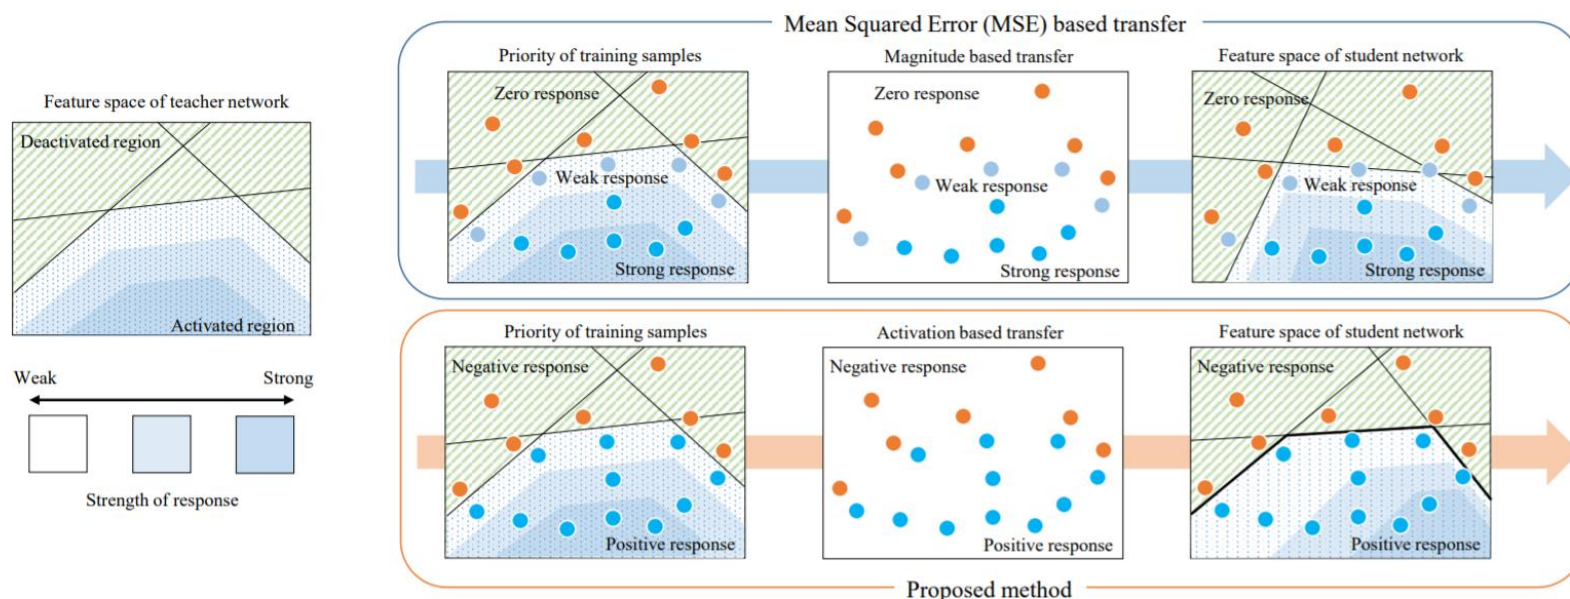 Mean Squared Error (MSE) based transfer
Feature space of teacher network
Deactivated region
Activated region
Weak
Strong
Strength of response
Priority of training samples
Zero response
Weak response
Strong response
Magnitude based transfer
Zero response
Weak response
Strong response
Feature space of student network
Zero response
Weak response
Strong response
Priority of training samples
Negative response
Positive response
Activation based transfer
Negative response
Positive response
Feature space of student network
Negative response
Positive response
Proposed method